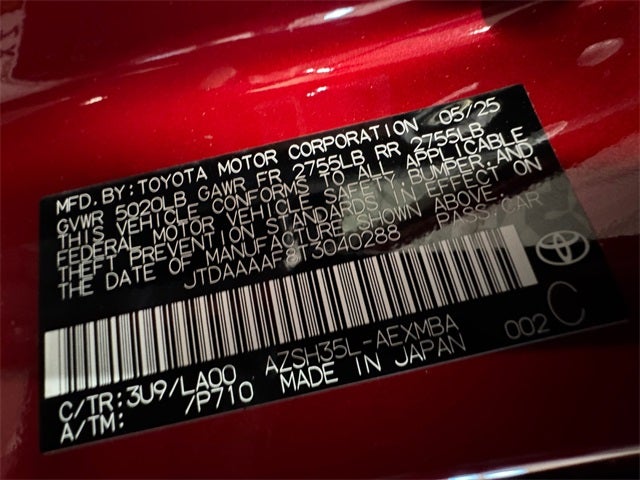 MFD. BY: TOYOTA MOTOR CORPORATION 05/25
GVWR 5020LB GAWR FR 2755LB RR 2755LB
THIS VEHICLE CONFORMS TO ALL APPLICABLE
FEDERAL MOTOR VEHICLE SAFETY, BUMPER, AND
THEFT PREVENTION STANDARDS IN EFFECT ON
THE DATE OF MANUFACTURE SHOWN ABOVE.
JTDAAAAF8T3040288 PASS. CAR
AZSH35L-AEXMBA 002 C
C/TR: 3U9/LA00 MADE IN JAPAN
A/TM: /P710